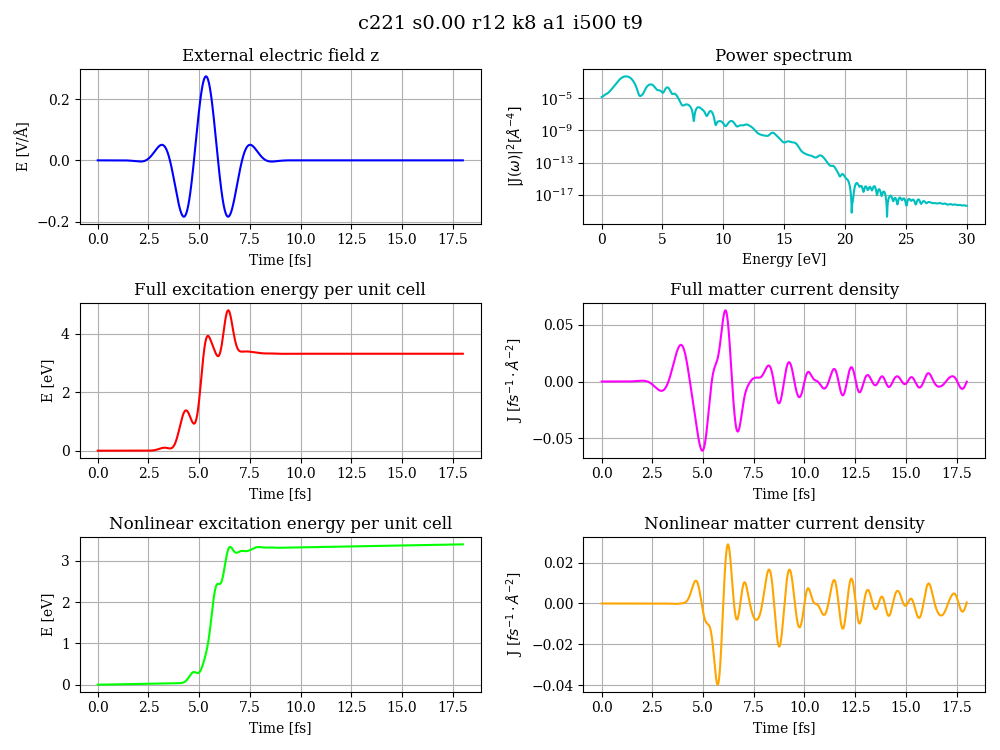 c221 s0.00 r12 k8 a1 i500 t9
External electric field z
E [V/Å]
0.2
0.0
−0.2
0.0 2.5 5.0 7.5 10.0 12.5 15.0 17.5
Time [fs]
Power spectrum
|J(ω)|²[Å⁻⁴]
10⁻⁵
10⁻⁹
10⁻¹³
10⁻¹⁷
0 5 10 15 20 25 30
Energy [eV]
Full excitation energy per unit cell
E [eV]
4
2
0
0.0 2.5 5.0 7.5 10.0 12.5 15.0 17.5
Time [fs]
Full matter current density
J [fs⁻¹·Å⁻²]
0.05
0.00
−0.05
0.0 2.5 5.0 7.5 10.0 12.5 15.0 17.5
Time [fs]
Nonlinear excitation energy per unit cell
E [eV]
3
2
1
0
0.0 2.5 5.0 7.5 10.0 12.5 15.0 17.5
Time [fs]
Nonlinear matter current density
J [fs⁻¹·Å⁻²]
0.02
0.00
−0.02
−0.04
0.0 2.5 5.0 7.5 10.0 12.5 15.0 17.5
Time [fs]